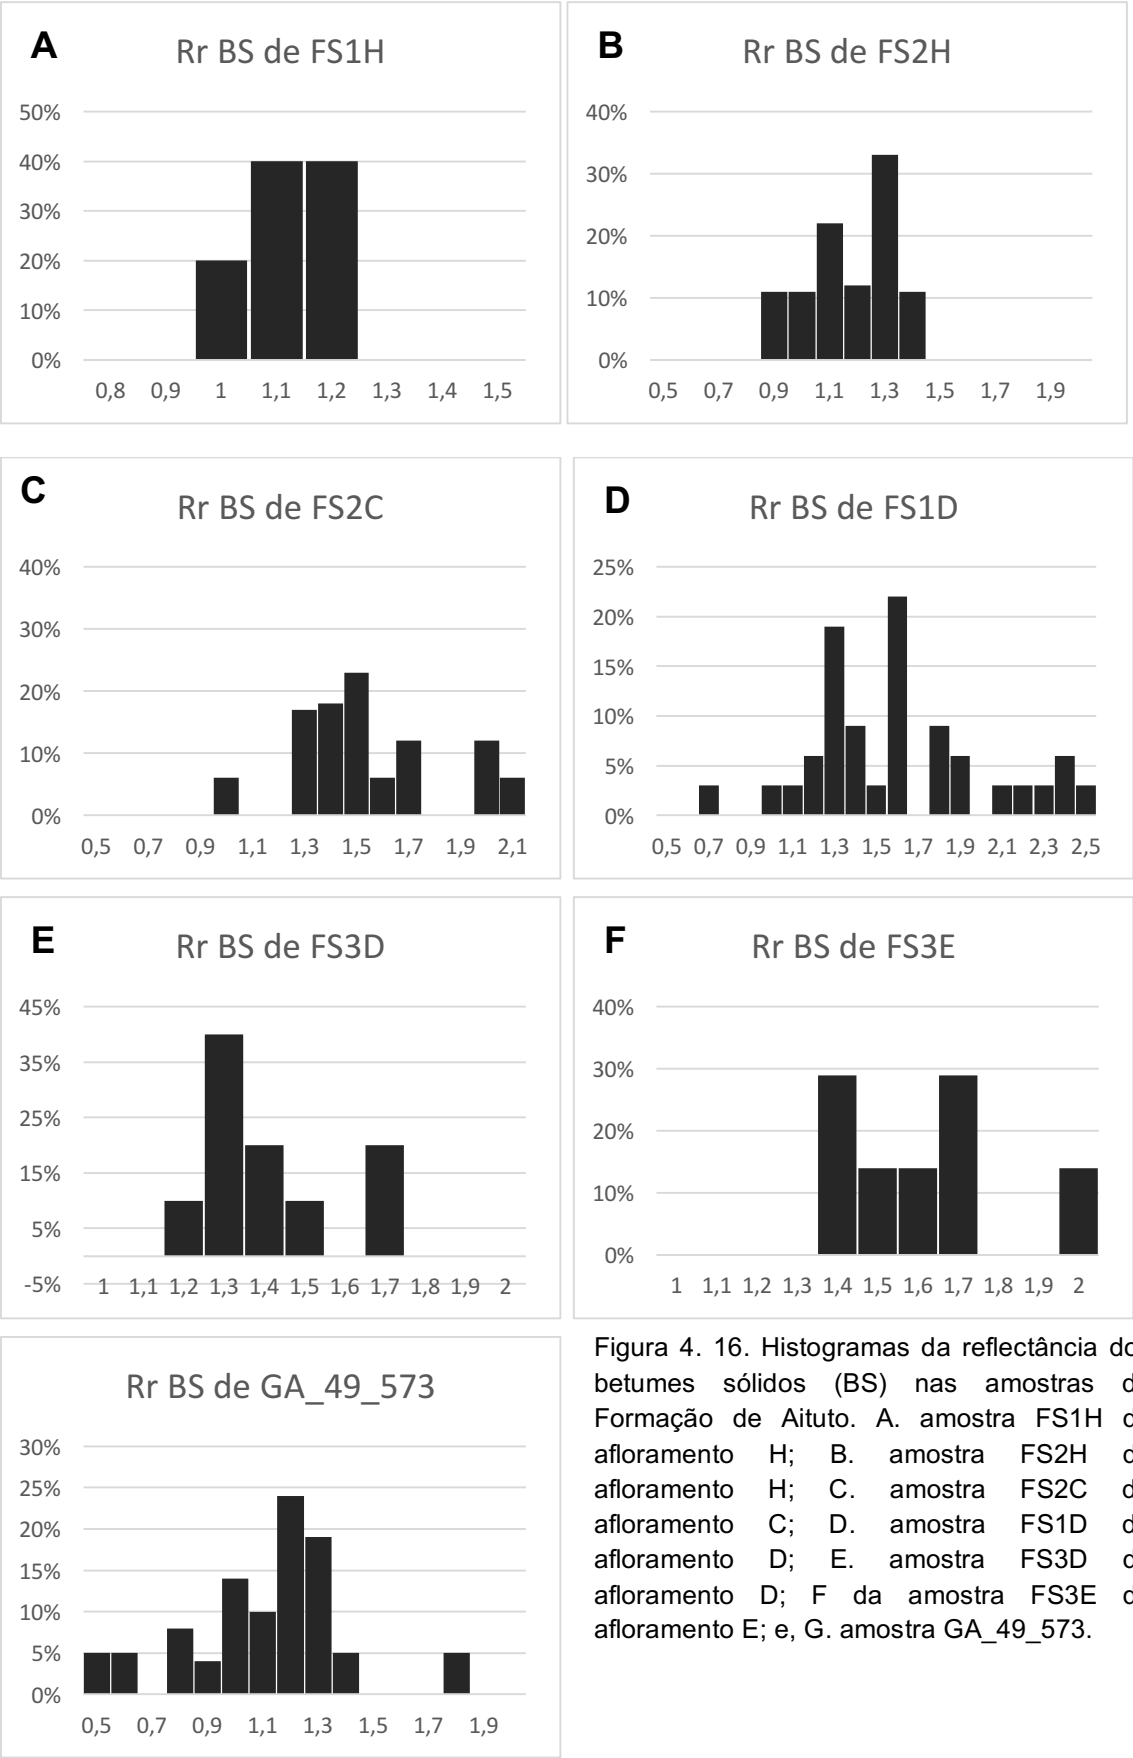 A
Rr BS de FS1H
50%
40%
30%
20%
10%
0%
0,8 0,9 1 1,1 1,2 1,3 1,4 1,5
B
Rr BS de FS2H
40%
30%
20%
10%
0%
0,5 0,7 0,9 1,1 1,3 1,5 1,7 1,9
C
Rr BS de FS2C
40%
30%
20%
10%
0%
0,5 0,7 0,9 1,1 1,3 1,5 1,7 1,9 2,1
D
Rr BS de FS1D
25%
20%
15%
10%
5%
0%
0,5 0,7 0,9 1,1 1,3 1,5 1,7 1,9 2,1 2,3 2,5
E
Rr BS de FS3D
45%
35%
25%
15%
5%
-5%
1 1,1 1,2 1,3 1,4 1,5 1,6 1,7 1,8 1,9 2
F
Rr BS de FS3E
40%
30%
20%
10%
0%
1 1,1 1,2 1,3 1,4 1,5 1,6 1,7 1,8 1,9 2
Rr BS de GA_49_573
30%
25%
20%
15%
10%
5%
0%
0,5 0,7 0,9 1,1 1,3 1,5 1,7 1,9
Figura 4. 16. Histogramas da reflectância do
betumes sólidos (BS) nas amostras d
Formação de Aituto. A. amostra FS1H d
afloramento H; B. amostra FS2H d
afloramento H; C. amostra FS2C d
afloramento C; D. amostra FS1D d
afloramento D; E. amostra FS3D d
afloramento D; F da amostra FS3E d
afloramento E; e, G. amostra GA_49_573.